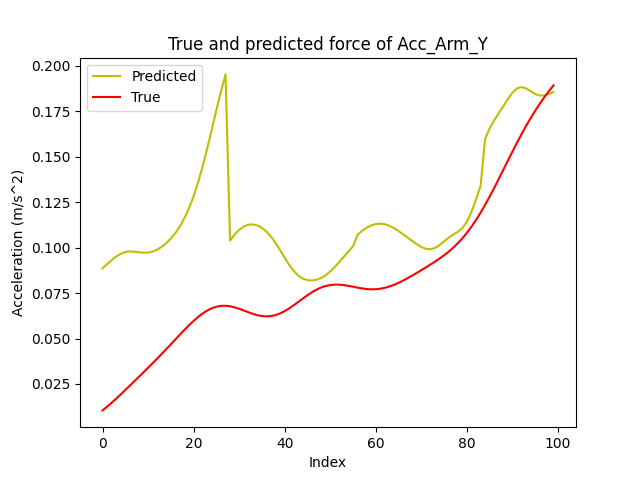 True and predicted force of Acc_Arm_Y
Predicted
True
0.200
0.175
0.150
0.125
0.100
0.075
0.050
0.025
Acceleration (m/s^2)
0 20 40 60 80 100
Index